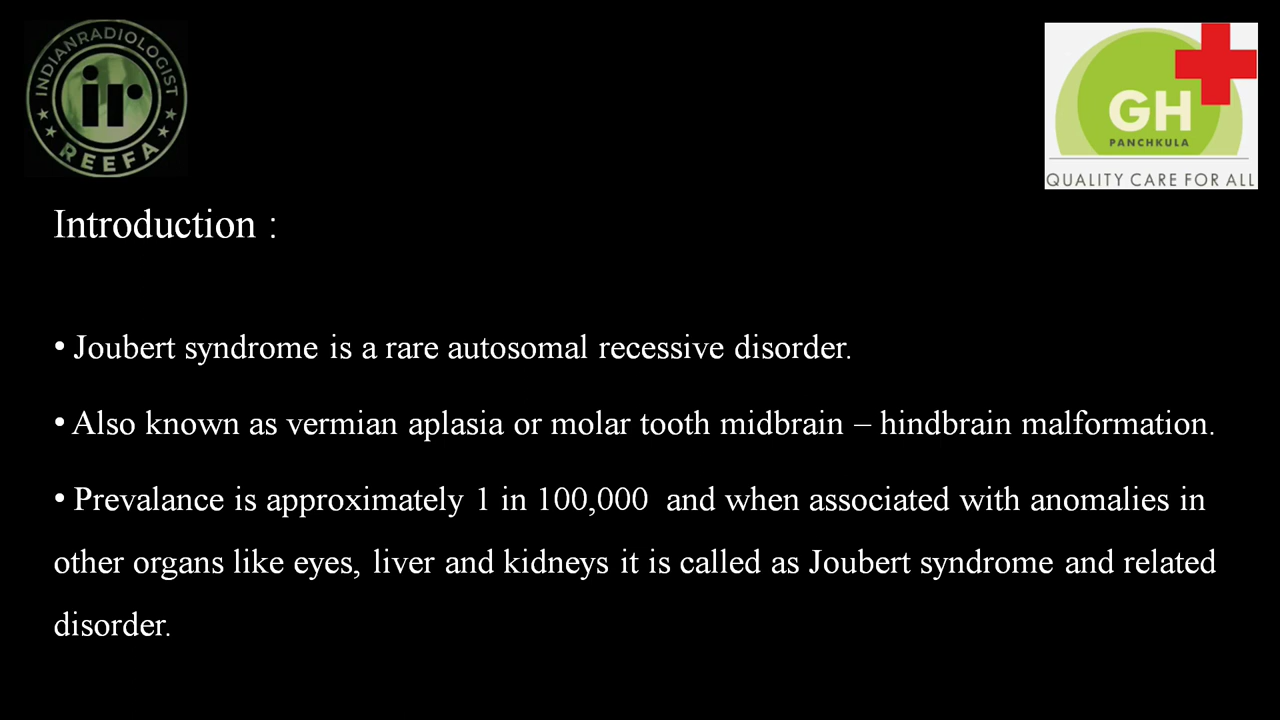 INDIANRADIOLOGIST
ir
REEFA
GH
PANCHKULA
QUALITY CARE FOR ALL
Introduction :
• Joubert syndrome is a rare autosomal recessive disorder.
• Also known as vermian aplasia or molar tooth midbrain – hindbrain malformation.
• Prevalance is approximately 1 in 100,000 and when associated with anomalies in
other organs like eyes, liver and kidneys it is called as Joubert syndrome and related
disorder.